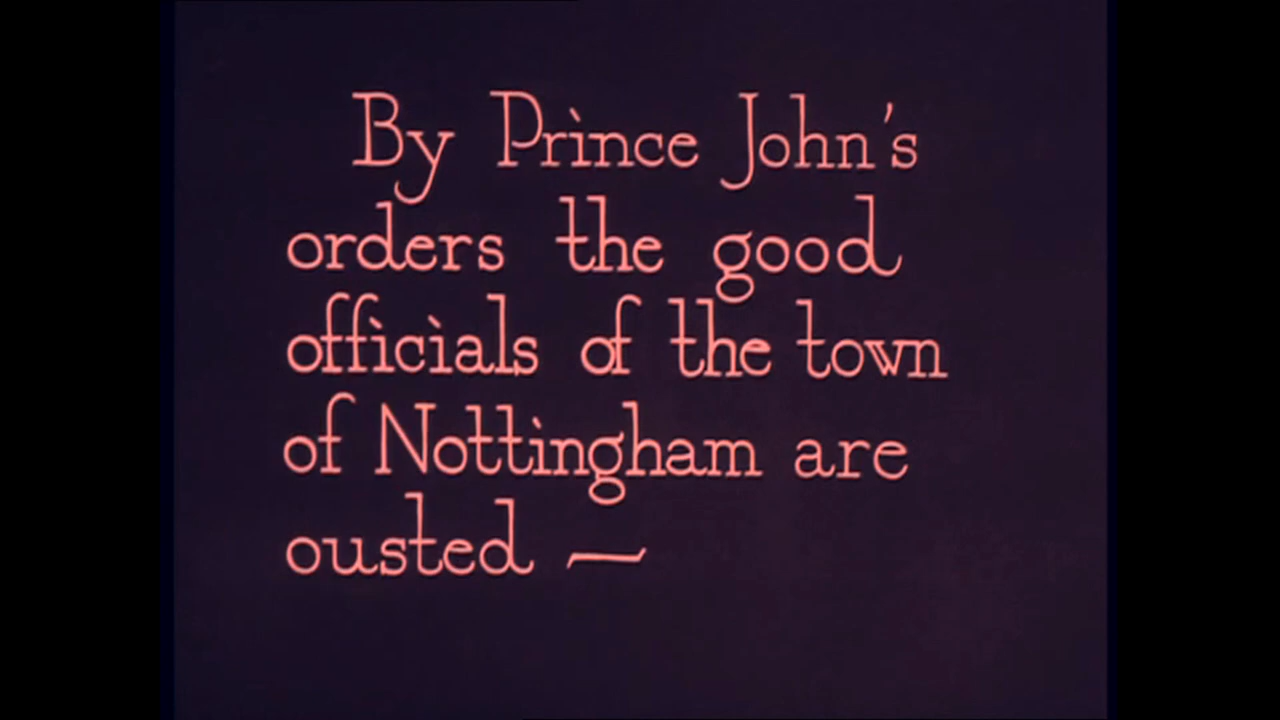 By Prince John's
orders the good
officials of the town
of Nottingham are
ousted —